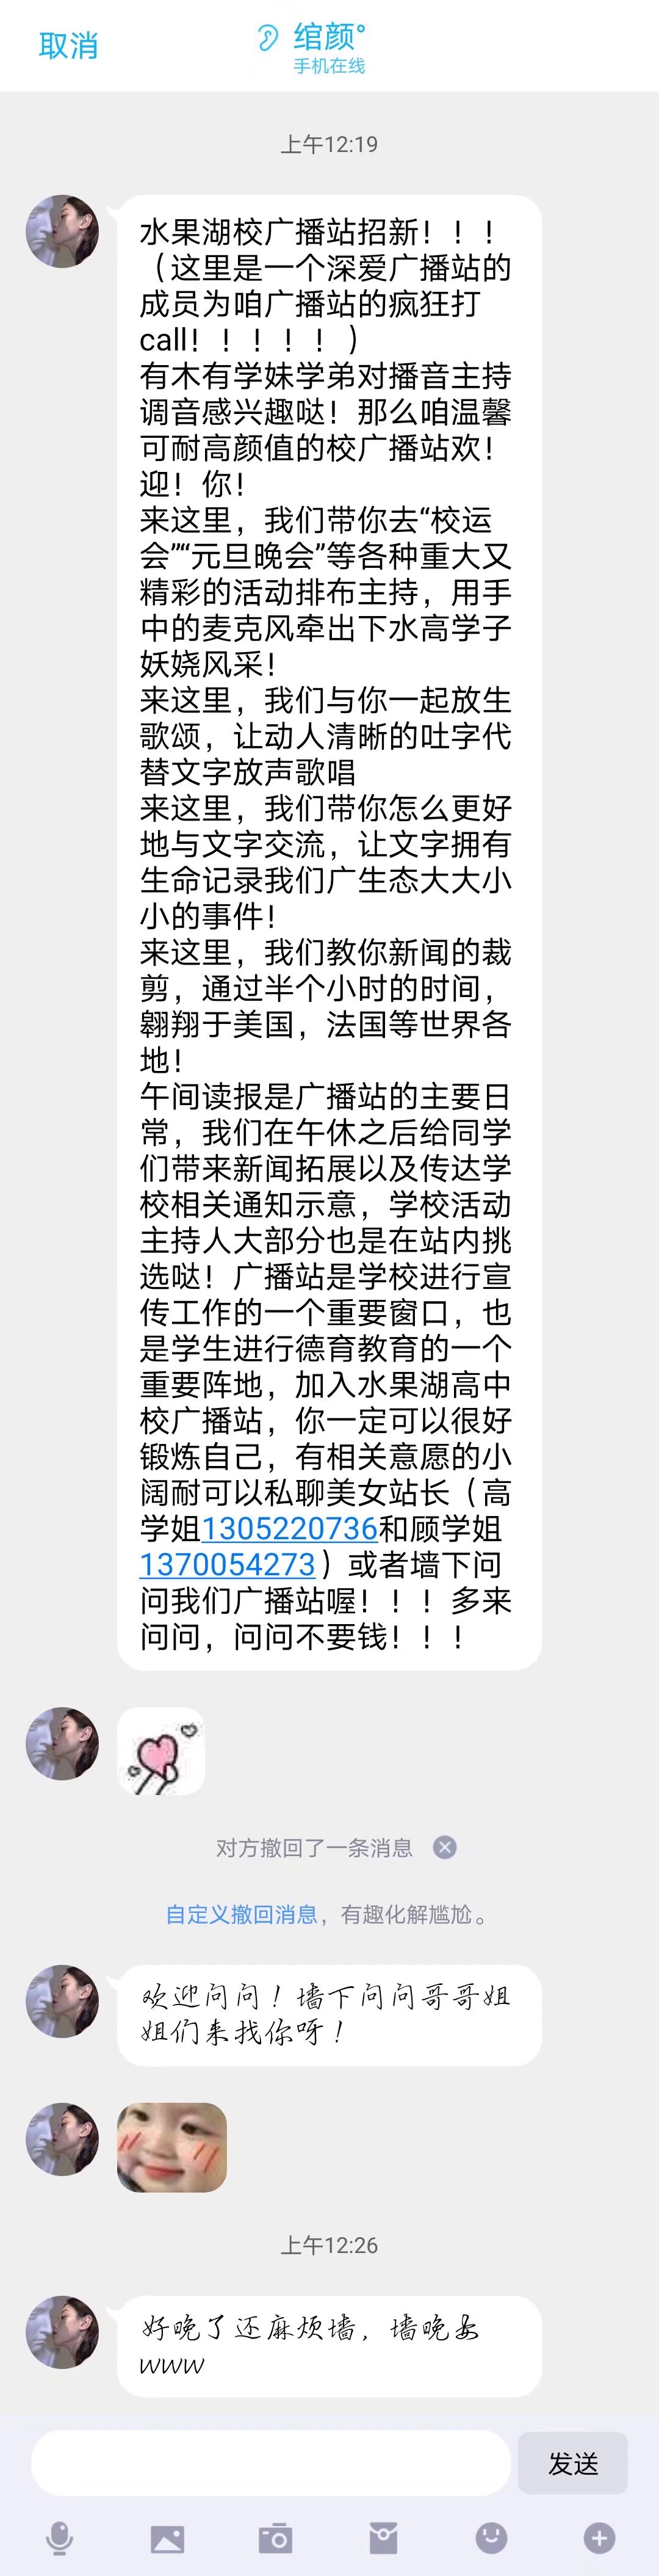 取消
绾颜°
手机在线
上午12:19
水果湖校广播站招新！！！
（这里是一个深爱广播站的
成员为咱广播站的疯狂打
call！！！！！）
有木有学妹学弟对播音主持
调音感兴趣哒！那么咱温馨
可耐高颜值的校广播站欢！
迎！你！
来这里，我们带你去“校运
会”“元旦晚会”等各种重大又
精彩的活动排布主持，用手
中的麦克风牵出下水高学子
妖娆风采！
来这里，我们与你一起放生
歌颂，让动人清晰的吐字代
替文字放声歌唱
来这里，我们带你怎么更好
地与文字交流，让文字拥有
生命记录我们广生态大大小
小的事件！
来这里，我们教你新闻的裁
剪，通过半个小时的时间，
翱翔于美国，法国等世界各
地！
午间读报是广播站的主要日
常，我们在午休之后给同学
们带来新闻拓展以及传达学
校相关通知示意，学校活动
主持人大部分也是在站内挑
选哒！广播站是学校进行宣
传工作的一个重要窗口，也
是学生进行德育教育的一个
重要阵地，加入水果湖高中
校广播站，你一定可以很好
锻炼自己，有相关意愿的小
阔耐可以私聊美女站长（高
学姐1305220736和顾学姐
1370054273）或者墙下问
问我们广播站喔！！！多来
问问，问问不要钱！！！
对方撤回了一条消息
自定义撤回消息，有趣化解尴尬。
欢迎问问！墙下问问哥哥姐
姐们来找你呀！
上午12:26
好晚了还麻烦墙，墙晚安
www
发送